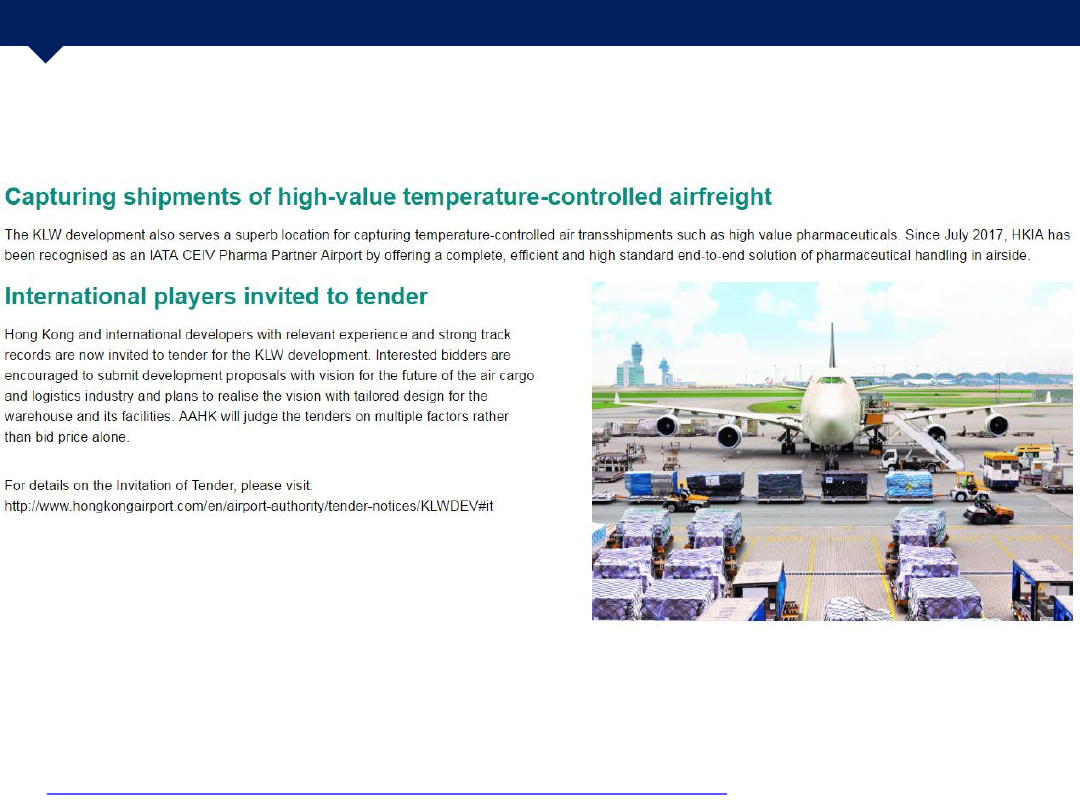 Capturing shipments of high-value temperature-controlled airfreight
The KLW development also serves a superb location for capturing temperature-controlled air transshipments such as high value pharmaceuticals. Since July 2017, HKIA has
been recognised as an IATA CEIV Pharma Partner Airport by offering a complete, efficient and high standard end-to-end solution of pharmaceutical handling in airside.
International players invited to tender
Hong Kong and international developers with relevant experience and strong track
records are now invited to tender for the KLW development. Interested bidders are
encouraged to submit development proposals with vision for the future of the air cargo
and logistics industry and plans to realise the vision with tailored design for the
warehouse and its facilities. AAHK will judge the tenders on multiple factors rather
than bid price alone.
For details on the Invitation of Tender, please visit:
http://www.hongkongairport.com/en/airport-authority/tender-notices/KLWDEV#it